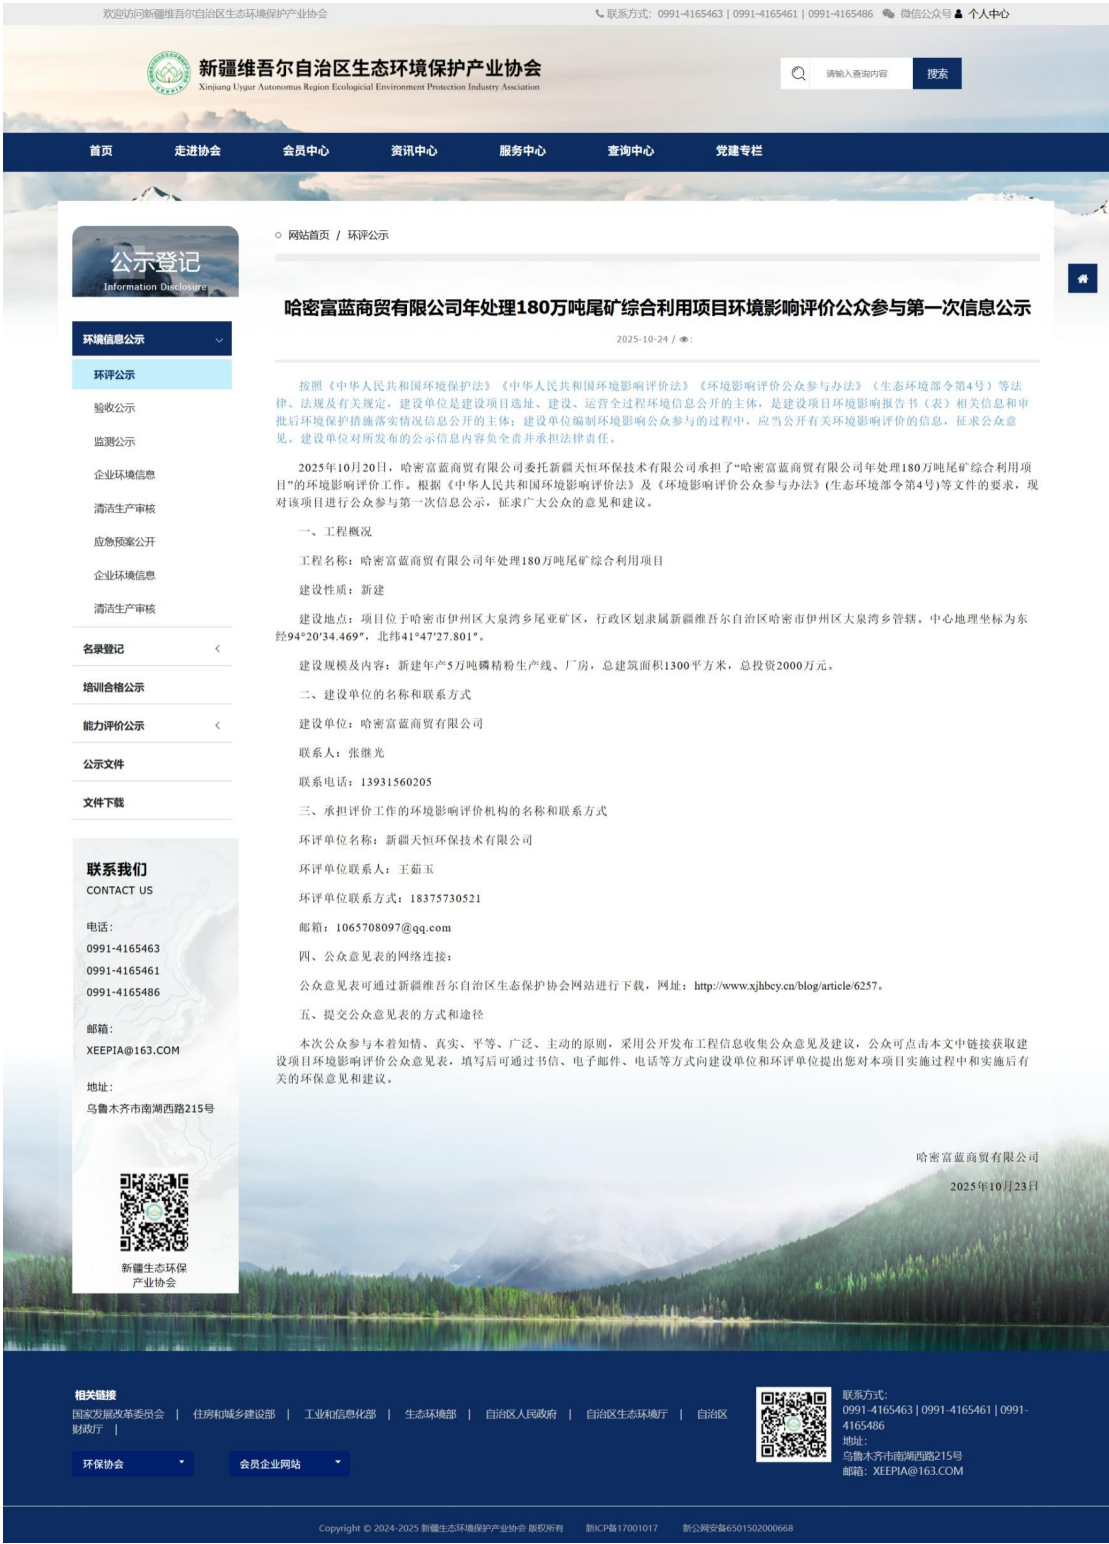 欢迎访问新疆维吾尔自治区生态环境保护产业协会
联系方式：0991-4165463 | 0991-4165461 | 0991-4165486 微信公众号 个人中心
新疆维吾尔自治区生态环境保护产业协会
Xinjiang Uygur Autonomus Region Ecologicial Environment Protection Industry Assciation
XEEPIA
请输入查询内容
搜索
首页 走进协会 会员中心 资讯中心 服务中心 查询中心 党建专栏
公示登记
Information Disclosure
环境信息公示
环评公示
验收公示
监测公示
企业环境信息
清洁生产审核
应急预案公开
企业环境信息
清洁生产审核
名录登记
培训合格公示
能力评价公示
公示文件
文件下载
联系我们
CONTACT US
电话：
0991-4165463
0991-4165461
0991-4165486
邮箱：
XEEPIA@163.COM
地址：
乌鲁木齐市南湖西路215号
新疆生态环保
产业协会
网站首页 / 环评公示
哈密富蓝商贸有限公司年处理180万吨尾矿综合利用项目环境影响评价公众参与第一次信息公示
2025-10-24 / :
按照《中华人民共和国环境保护法》《中华人民共和国环境影响评价法》《环境影响评价公众参与办法》（生态环境部令第4号）等法
律、法规及有关规定，建设单位是建设项目选址、建设、运营全过程环境信息公开的主体，是建设项目环境影响报告书（表）相关信息和审
批后环境保护措施落实情况信息公开的主体；建设单位编制环境影响公众参与的过程中，应当公开有关环境影响评价的信息，征求公众意
见。建设单位对所发布的公示信息内容负全责并承担法律责任。
2025年10月20日，哈密富蓝商贸有限公司委托新疆天恒环保技术有限公司承担了“哈密富蓝商贸有限公司年处理180万吨尾矿综合利用项
目”的环境影响评价工作。根据《中华人民共和国环境影响评价法》及《环境影响评价公众参与办法》(生态环境部令第4号)等文件的要求，现
对该项目进行公众参与第一次信息公示，征求广大公众的意见和建议。
一、工程概况
工程名称：哈密富蓝商贸有限公司年处理180万吨尾矿综合利用项目
建设性质：新建
建设地点：项目位于哈密市伊州区大泉湾乡尾亚矿区，行政区划隶属新疆维吾尔自治区哈密市伊州区大泉湾乡管辖。中心地理坐标为东
经94°20′34.469″，北纬41°47′27.801″。
建设规模及内容：新建年产5万吨磷精粉生产线、厂房，总建筑面积1300平方米，总投资2000万元。
二、建设单位的名称和联系方式
建设单位：哈密富蓝商贸有限公司
联系人：张继光
联系电话：13931560205
三、承担评价工作的环境影响评价机构的名称和联系方式
环评单位名称：新疆天恒环保技术有限公司
环评单位联系人：王茹玉
环评单位联系方式：18375730521
邮箱：1065708097@qq.com
四、公众意见表的网络连接：
公众意见表可通过新疆维吾尔自治区生态保护协会网站进行下载，网址：http://www.xjhbcy.cn/blog/article/6257。
五、提交公众意见表的方式和途径
本次公众参与本着知情、真实、平等、广泛、主动的原则，采用公开发布工程信息收集公众意见及建议，公众可点击本文中链接获取建
设项目环境影响评价公众意见表，填写后可通过书信、电子邮件、电话等方式向建设单位和环评单位提出您对本项目实施过程中和实施后有
关的环保意见和建议。
哈密富蓝商贸有限公司
2025年10月23日
相关链接
国家发展改革委员会 | 住房和城乡建设部 | 工业和信息化部 | 生态环境部 | 自治区人民政府 | 自治区生态环境厅 | 自治区
财政厅 |
环保协会 会员企业网站
联系方式：
0991-4165463 | 0991-4165461 | 0991-
4165486
地址：
乌鲁木齐市南湖西路215号
邮箱：XEEPIA@163.COM
Copyright © 2024-2025 新疆生态环境保护产业协会 版权所有 新ICP备17001017 新公网安备6501502000668